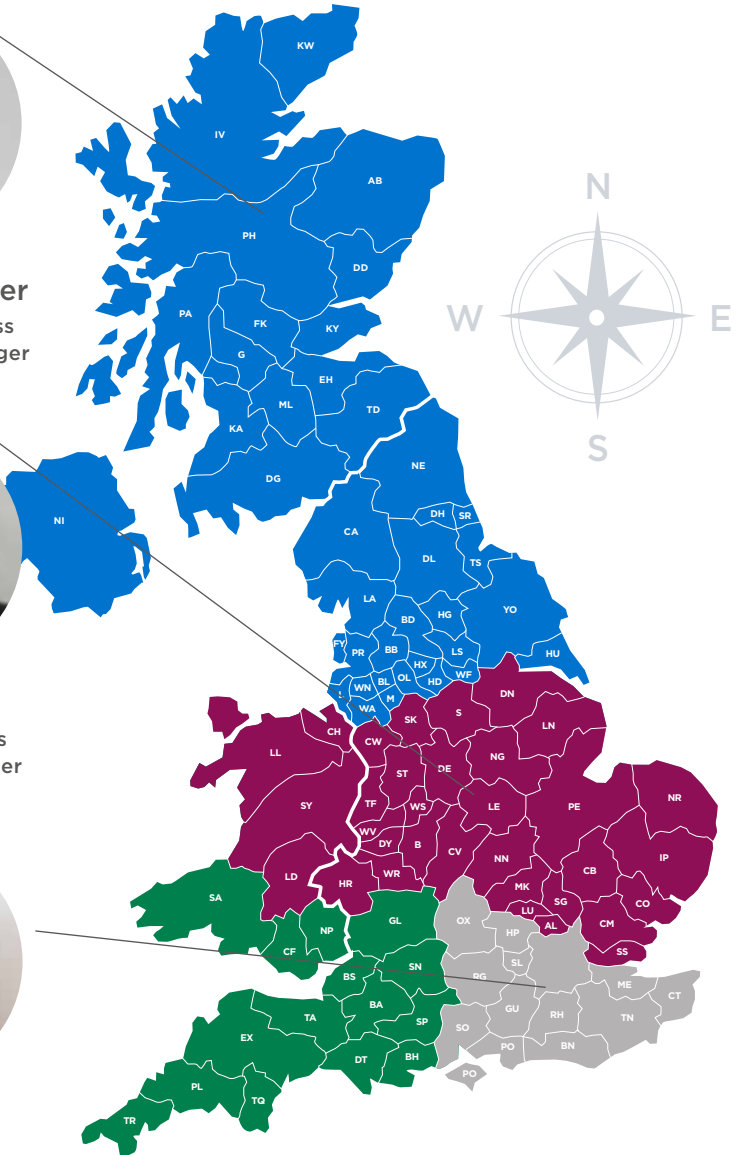 KW
IV
AB
N
PH
DD
er
ss
ger
PA
FK
KY
W
E
G
EH
ML
TD
KA
S
NE
DG
DH
SR
NI
CA
DL
TS
LA
YO
HG
BD
FY
PR
BB
LS
HU
HX
WF
OL
HD
BL
WN
M
WA
DN
SK
S
LN
CH
CW
LL
NG
s
er
ST
DE
NR
SY
TF
WS
LE
PE
WV
DY
B
CV
NN
IP
CB
WR
LD
HR
MK
SG
CO
SA
LU
AL
CM
GL
OX
NP
HP
CF
SS
SL
SN
BS
RG
ME
CT
BA
GU
RH
TN
TA
SP
SO
EX
PO
BN
DT
BH
PO
PL
TQ
TR